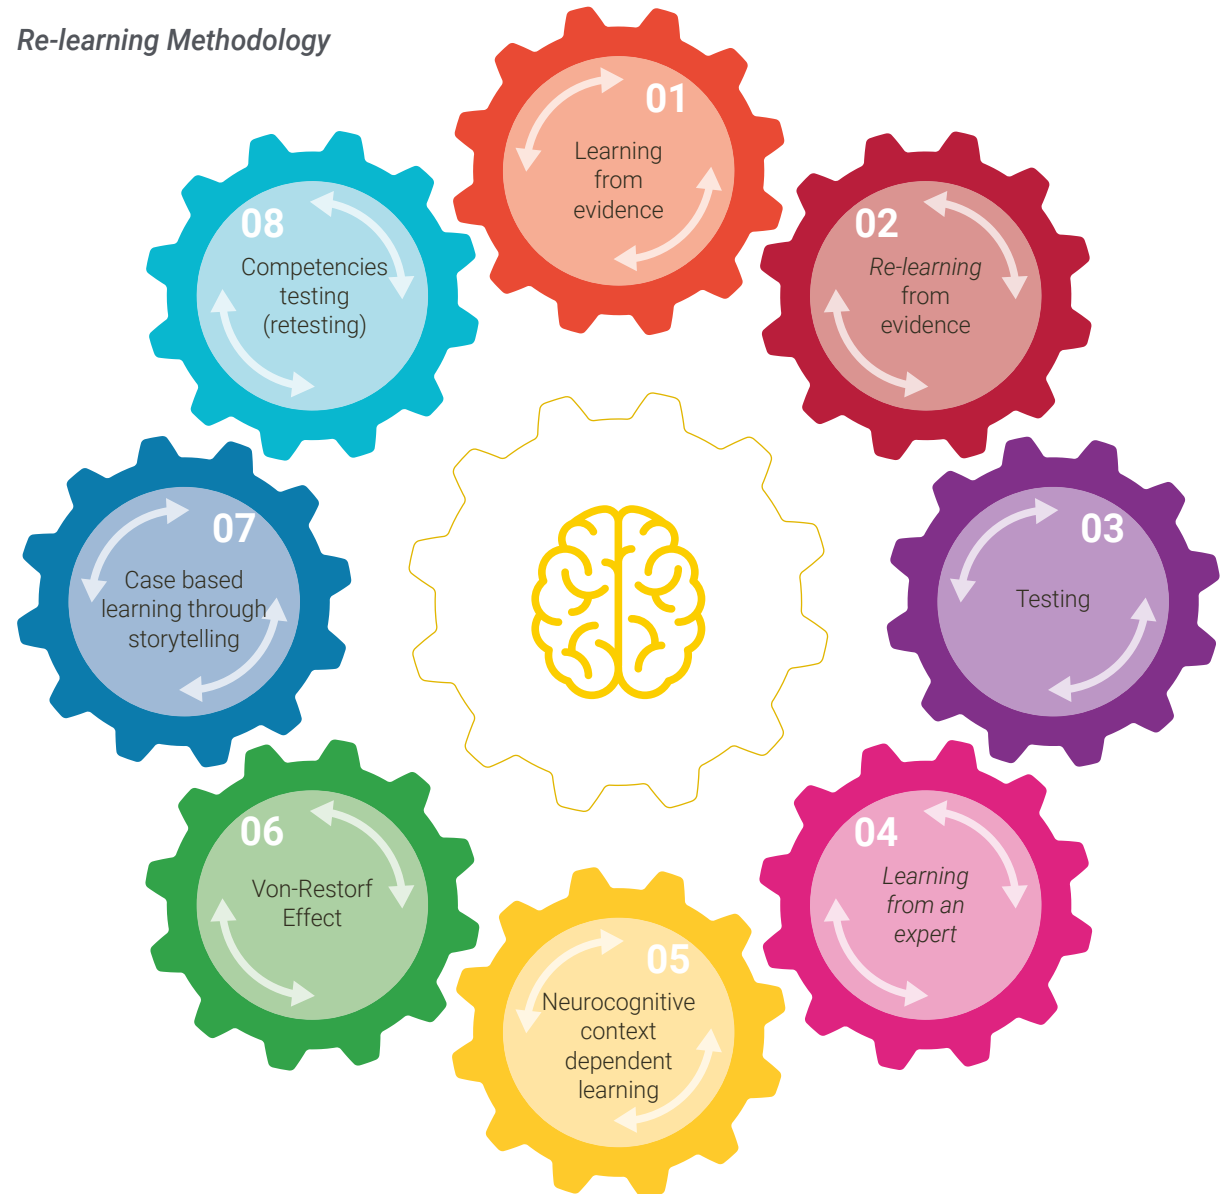 Re-learning Methodology
01
Learning
from
evidence
02
Re-learning
from
evidence
03
Testing
04
Learning
from an
expert
05
Neurocognitive
context
dependent
learning
06
Von-Restorf
Effect
07
Case based
learning through
storytelling
08
Competencies
testing
(retesting)